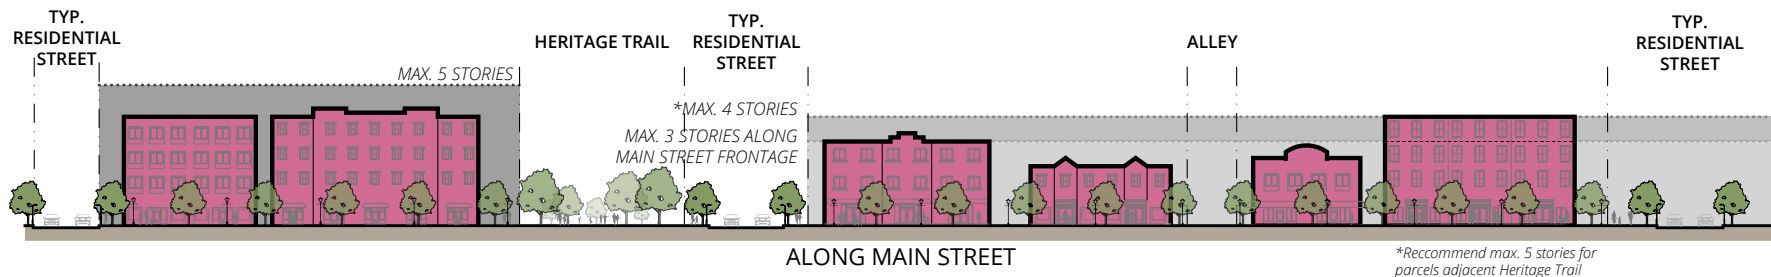 TYP.
RESIDENTIAL
STREET
MAX. 5 STORIES
HERITAGE TRAIL
TYP.
RESIDENTIAL
STREET
*MAX. 4 STORIES
MAX. 3 STORIES ALONG
MAIN STREET FRONTAGE
ALLEY
TYP.
RESIDENTIAL
STREET
ALONG MAIN STREET
*Reccommend max. 5 stories for
parcels adjacent Heritage Trail